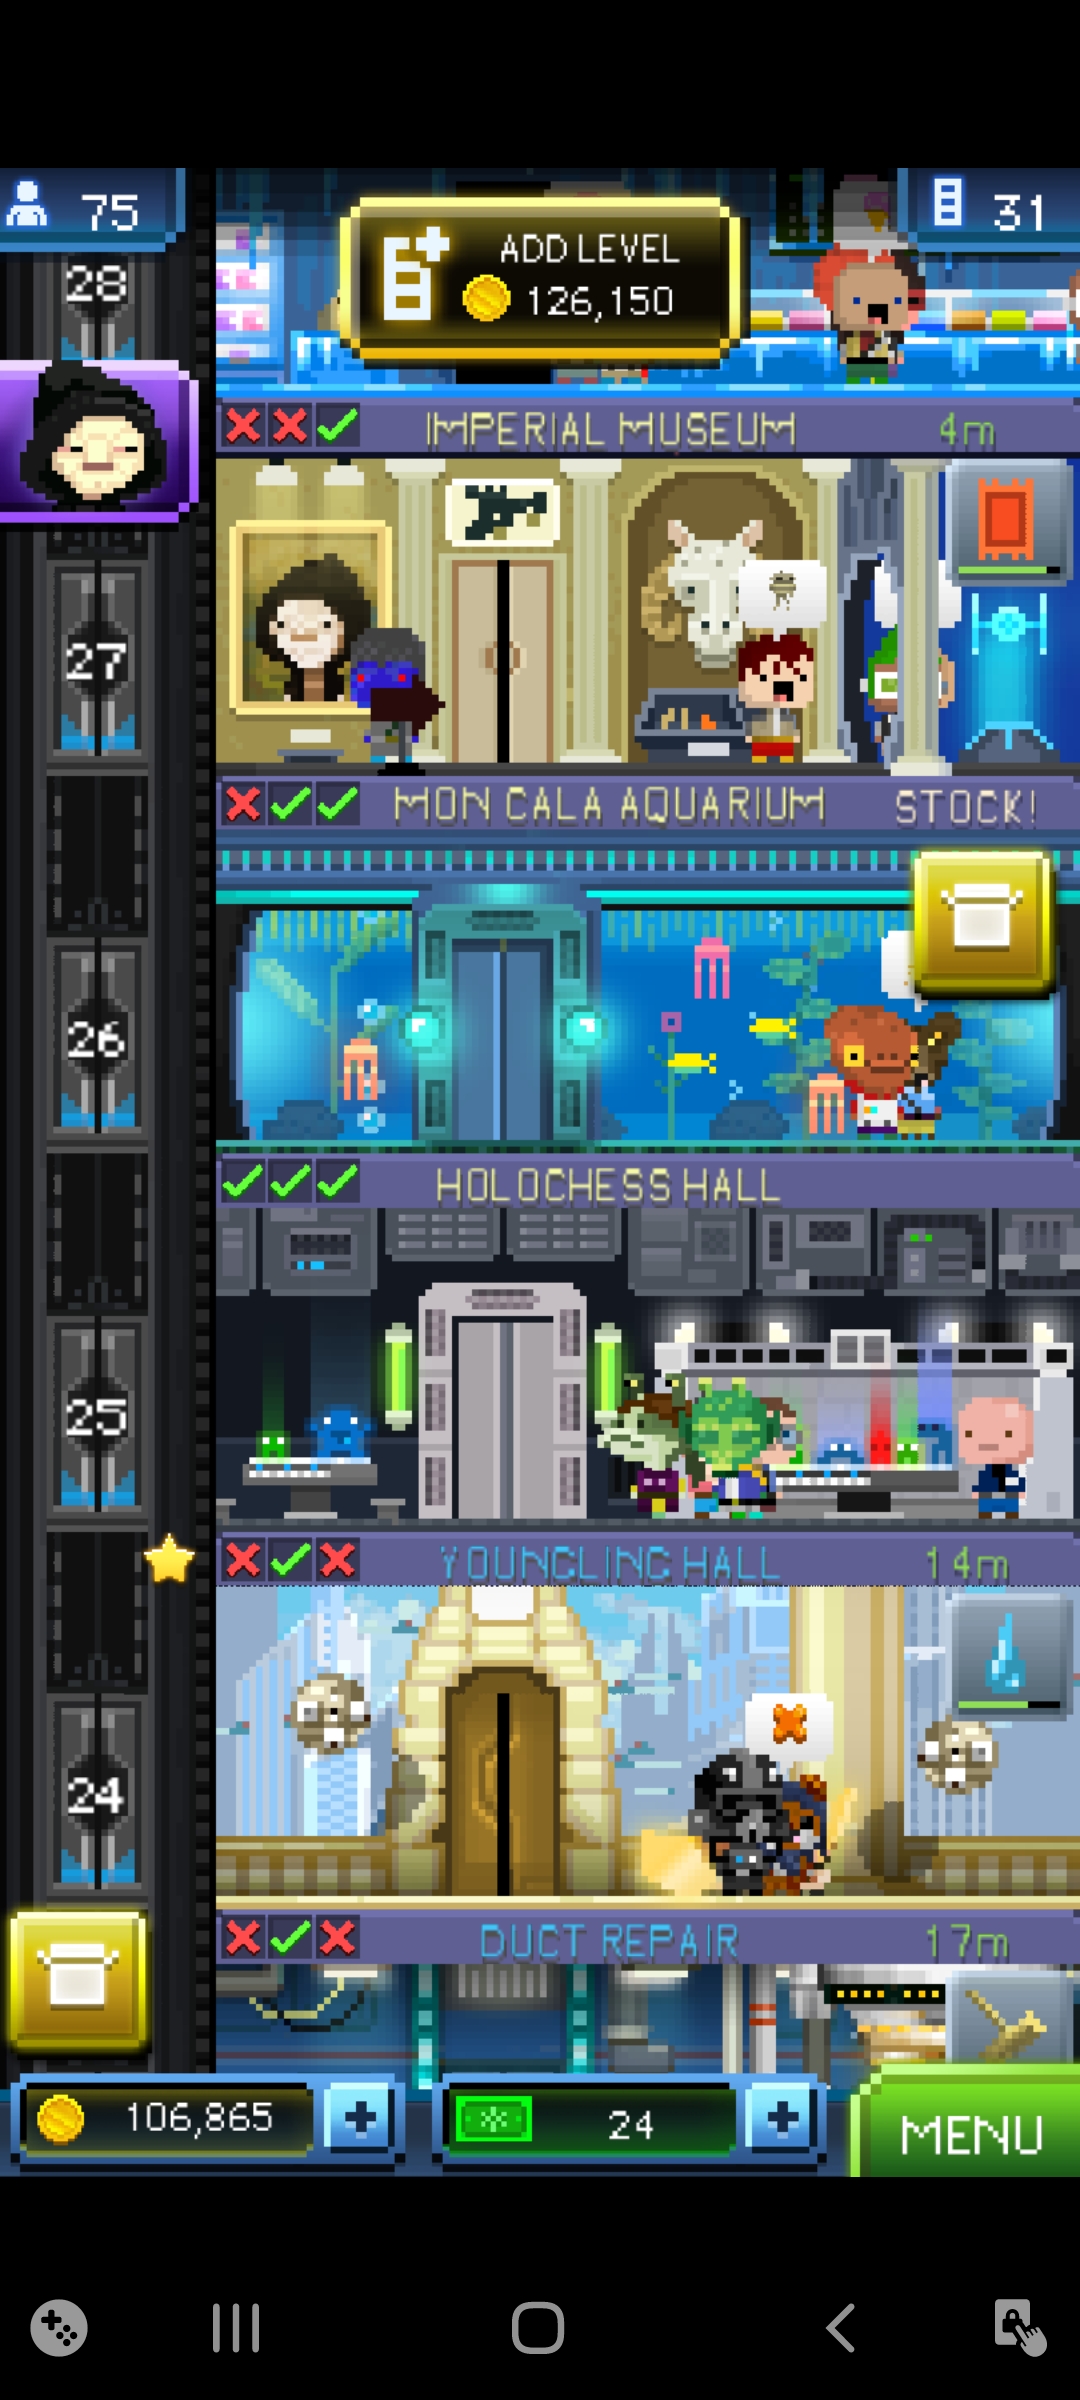 75
31
ADD LEVEL
126,150
28
IMPERIAL MUSEUM
4m
27
MON CALA AQUARIUM
STOCK!
26
HOLOCHESS HALL
25
YOUNGLING HALL
14m
24
DUCT REPAIR
17m
106,865
24
MENU